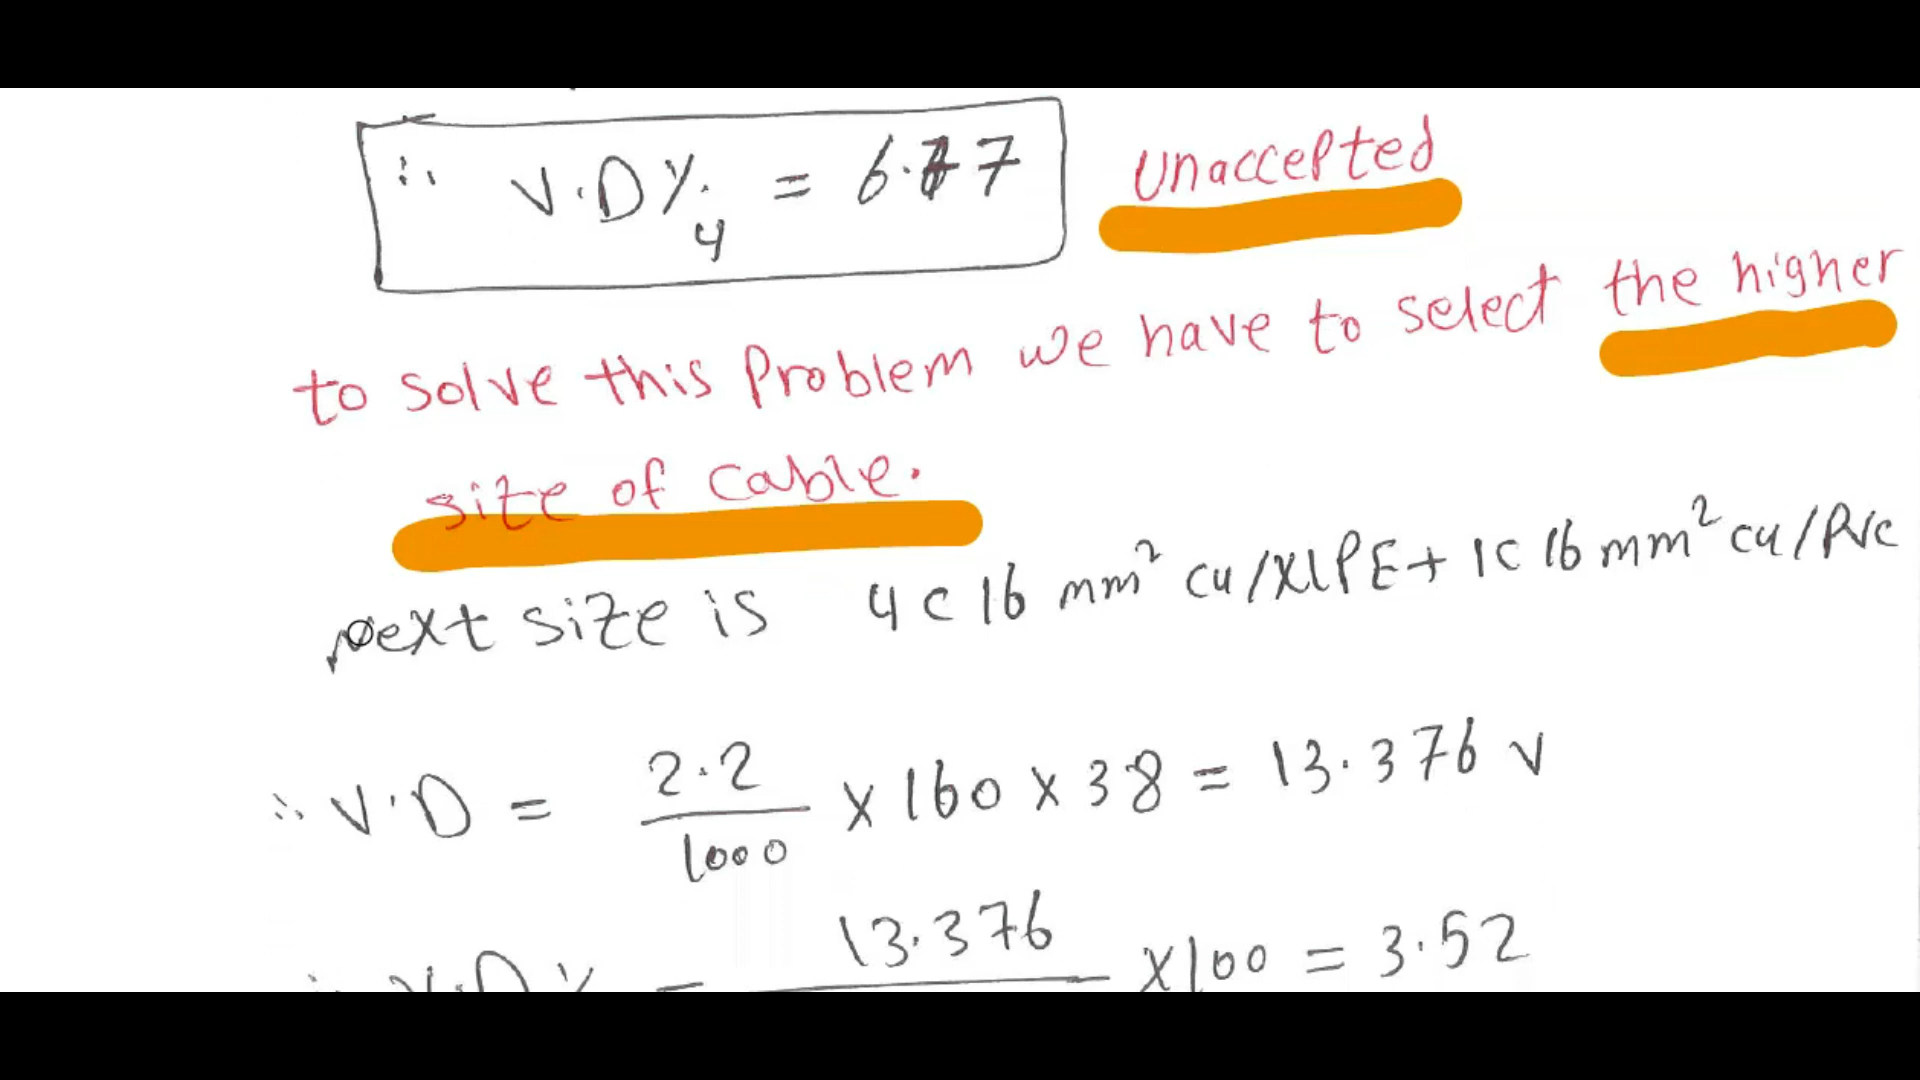 ∴ V.D%₄ = 6.77 Unaccepted
to solve this Problem we have to select the higher
size of cable.
next size is 4C 16 mm² cu/XLPE + 1C 16 mm² cu/PVC
∴ V.D = 2.2/1000 × 160 × 38 = 13.376 V
∴ V.D% = 13.376 ×100 = 3.52